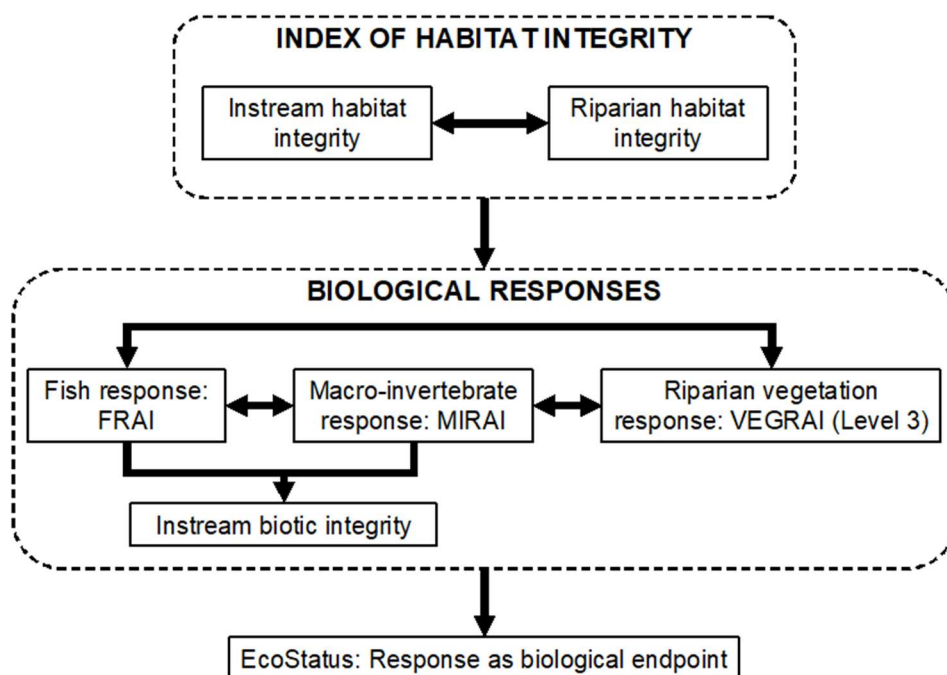 INDEX OF HABITAT INTEGRITY
Instream habitat
integrity
Riparian habitat
integrity
BIOLOGICAL RESPONSES
Fish response:
FRAI
Macro-invertebrate
response: MIRAI
Riparian vegetation
response: VEGRAI (Level 3)
Instream biotic integrity
EcoStatus: Response as biological endpoint